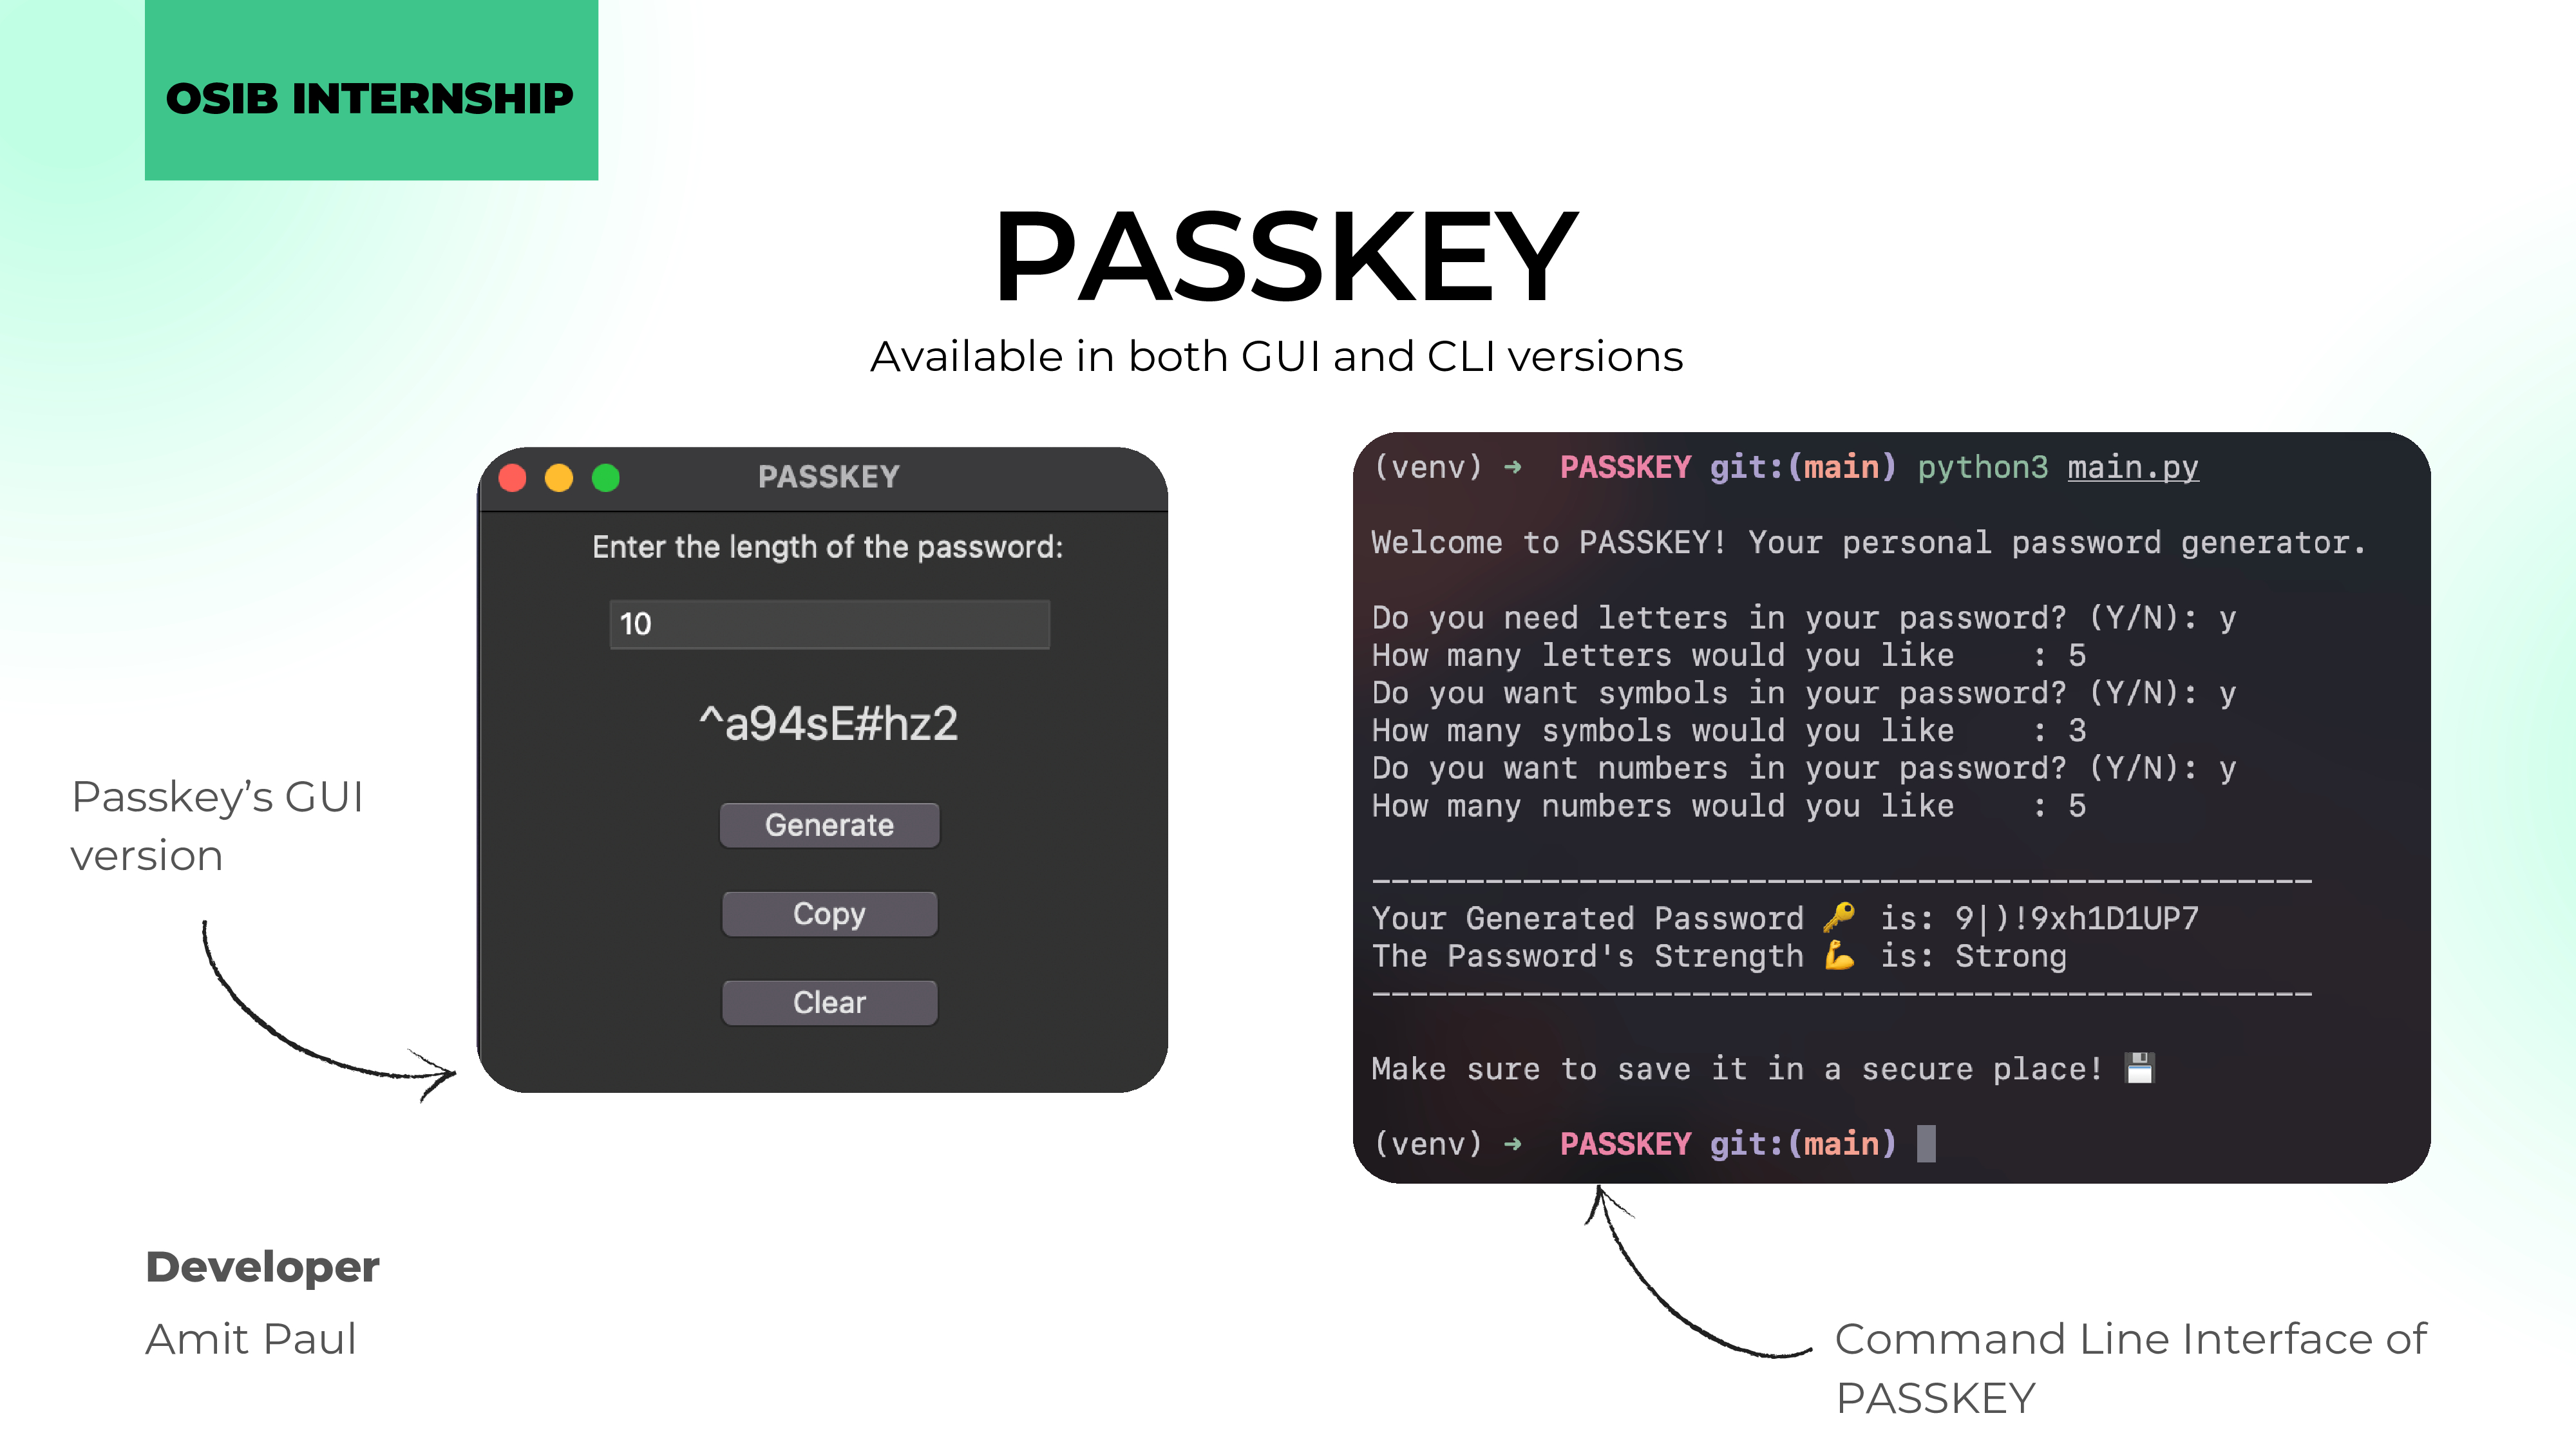 OSIB INTERNSHIP
PASSKEY
Available in both GUI and CLI versions
PASSKEY
Enter the length of the password:
10
^a94sE#hz2
Generate
Copy
Clear
Passkey’s GUI
version
(venv) ➜  PASSKEY git:(main) python3 main.py
Welcome to PASSKEY! Your personal password generator.
Do you need letters in your password? (Y/N): y
How many letters would you like    : 5
Do you want symbols in your password? (Y/N): y
How many symbols would you like    : 3
Do you want numbers in your password? (Y/N): y
How many numbers would you like    : 5
--------------------------------------------------
Your Generated Password 🔑 is: 9|)!9xh1D1UP7
The Password's Strength 💪 is: Strong
--------------------------------------------------
Make sure to save it in a secure place! 💾
(venv) ➜  PASSKEY git:(main)
Developer
Amit Paul
Command Line Interface of
PASSKEY